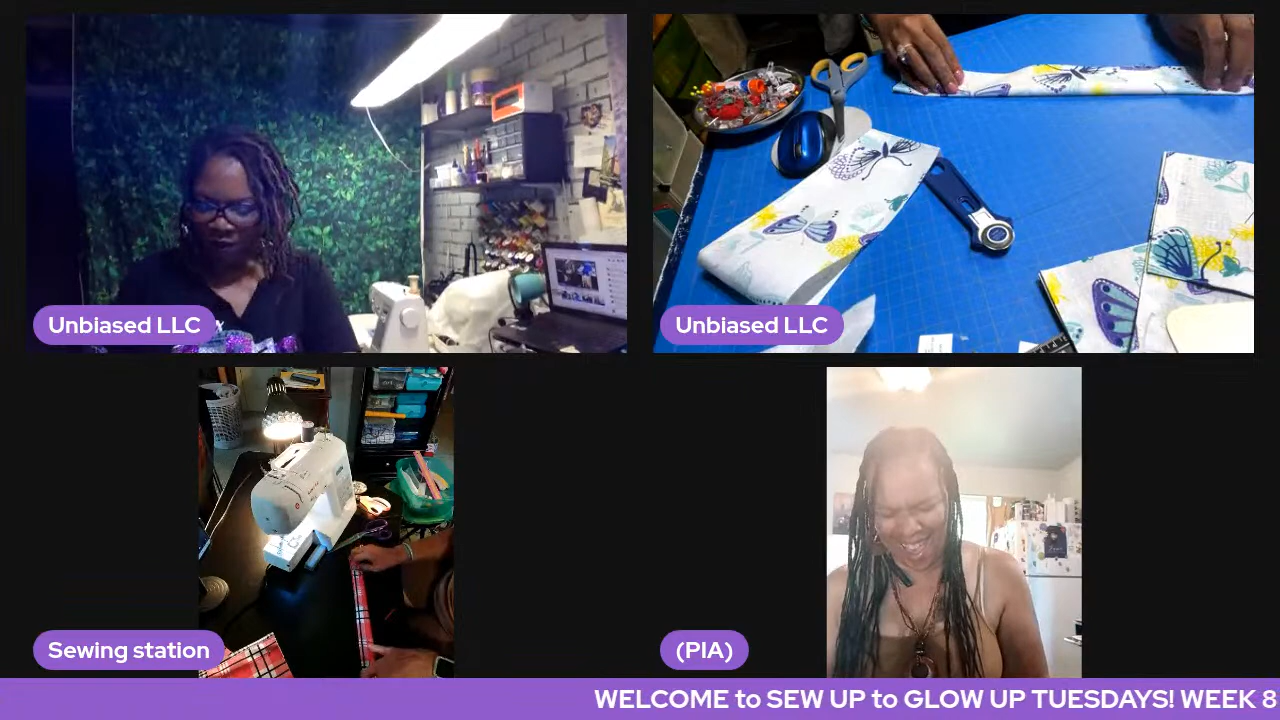 Unbiased LLC
Unbiased LLC
Sewing station
(PIA)
WELCOME to SEW UP to GLOW UP TUESDAYS! WEEK 8